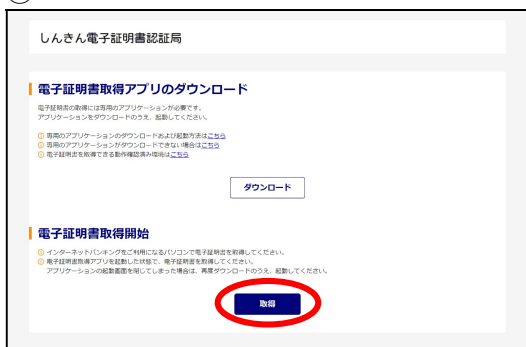 しんきん電子証明書認証局
電子証明書取得アプリのダウンロード
電子証明書の取得には専用のアプリケーションが必要です。
アプリケーションをダウンロードのうえ、起動してください。
専用のアプリケーションのダウンロードおよび起動方法はこちら
専用のアプリケーションがダウンロードできない場合はこちら
電子証明書を取得できる動作確認済み環境はこちら
ダウンロード
電子証明書取得開始
インターネットバンキングをご利用になるパソコンで電子証明書を取得してください。
電子証明書取得アプリを起動した状態で、電子証明書を取得してください。
アプリケーションの起動画面を閉じてしまった場合は、再度ダウンロードのうえ、起動してください。
取得